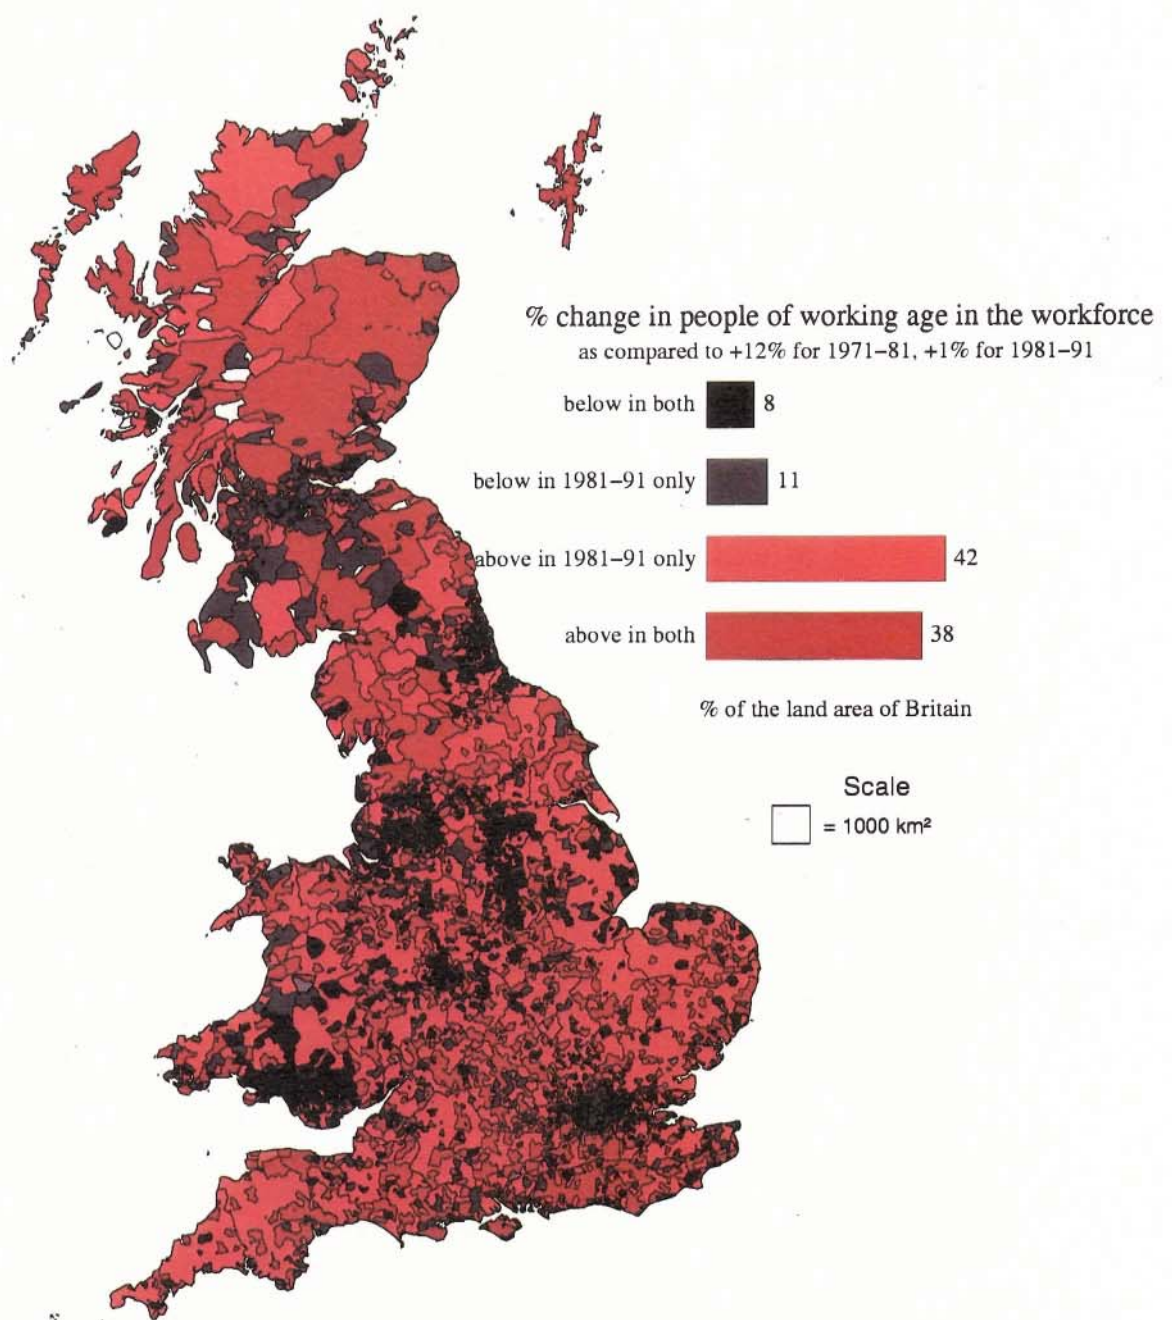 % change in people of working age in the workforce
as compared to +12% for 1971–81, +1% for 1981–91
below in both 8
below in 1981–91 only 11
above in 1981–91 only 42
above in both 38
% of the land area of Britain
Scale
= 1000 km²